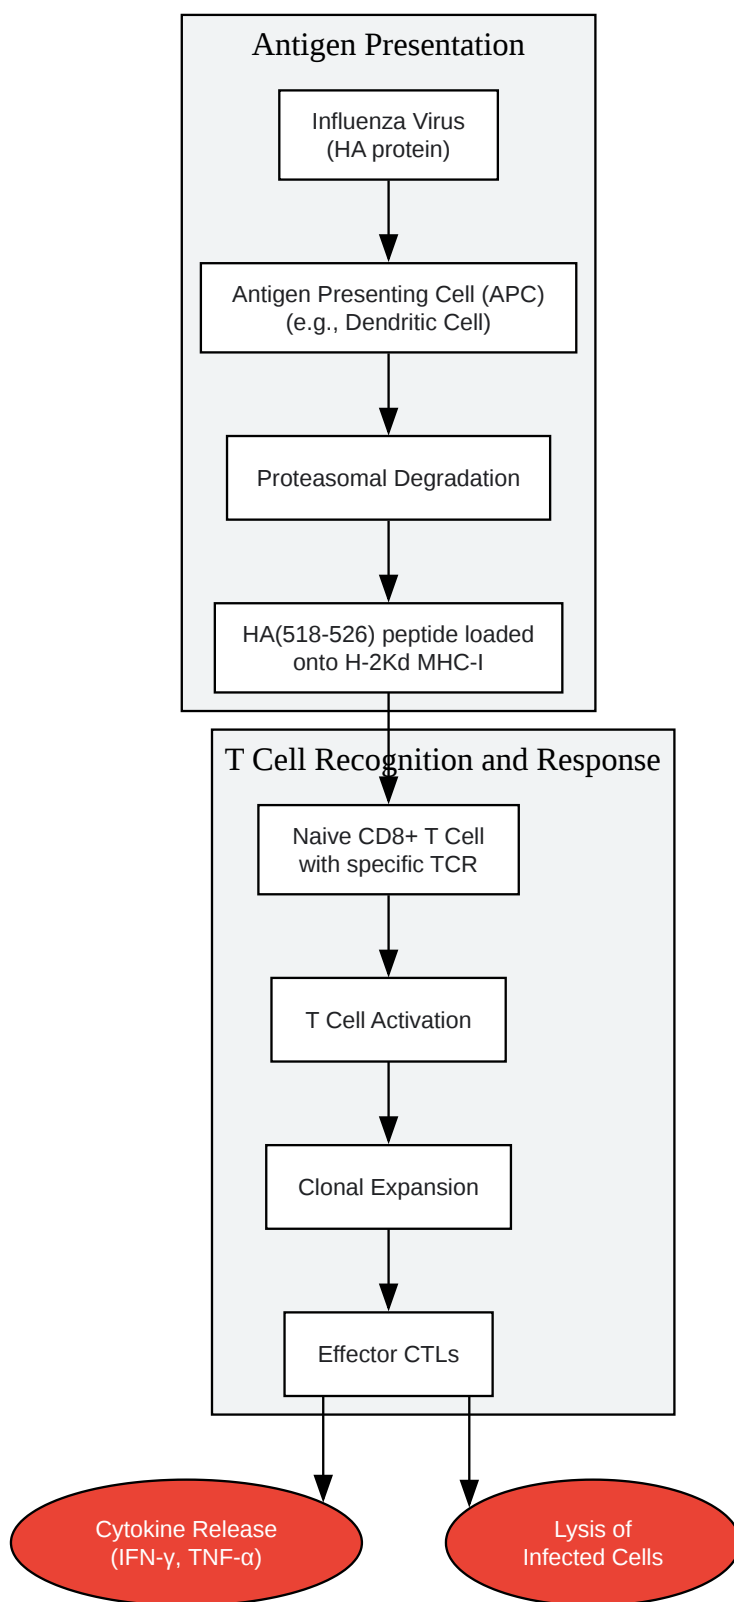 Antigen Presentation
Influenza Virus
(HA protein)
Antigen Presenting Cell (APC)
(e.g., Dendritic Cell)
Proteasomal Degradation
HA(518-526) peptide loaded
onto H-2Kd MHC-I
T Cell Recognition and Response
Naive CD8+ T Cell
with specific TCR
T Cell Activation
Clonal Expansion
Effector CTLs
Cytokine Release
(IFN-γ, TNF-α)
Lysis of
Infected Cells